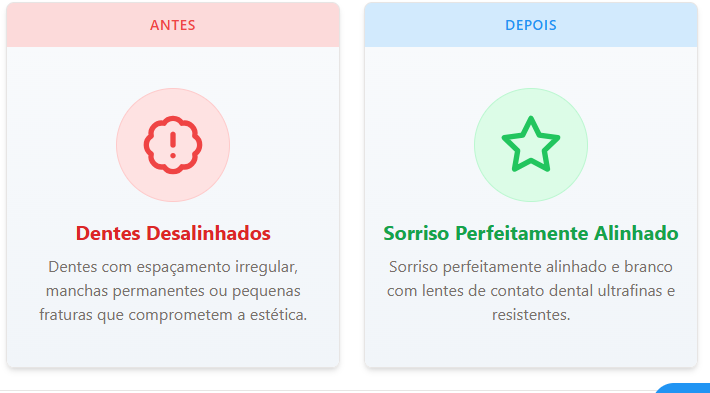 ANTES
Dentes Desalinhados
Dentes com espaçamento irregular,
manchas permanentes ou pequenas
fraturas que comprometem a estética.
DEPOIS
Sorriso Perfeitamente Alinhado
Sorriso perfeitamente alinhado e branco
com lentes de contato dental ultrafinas e
resistentes.